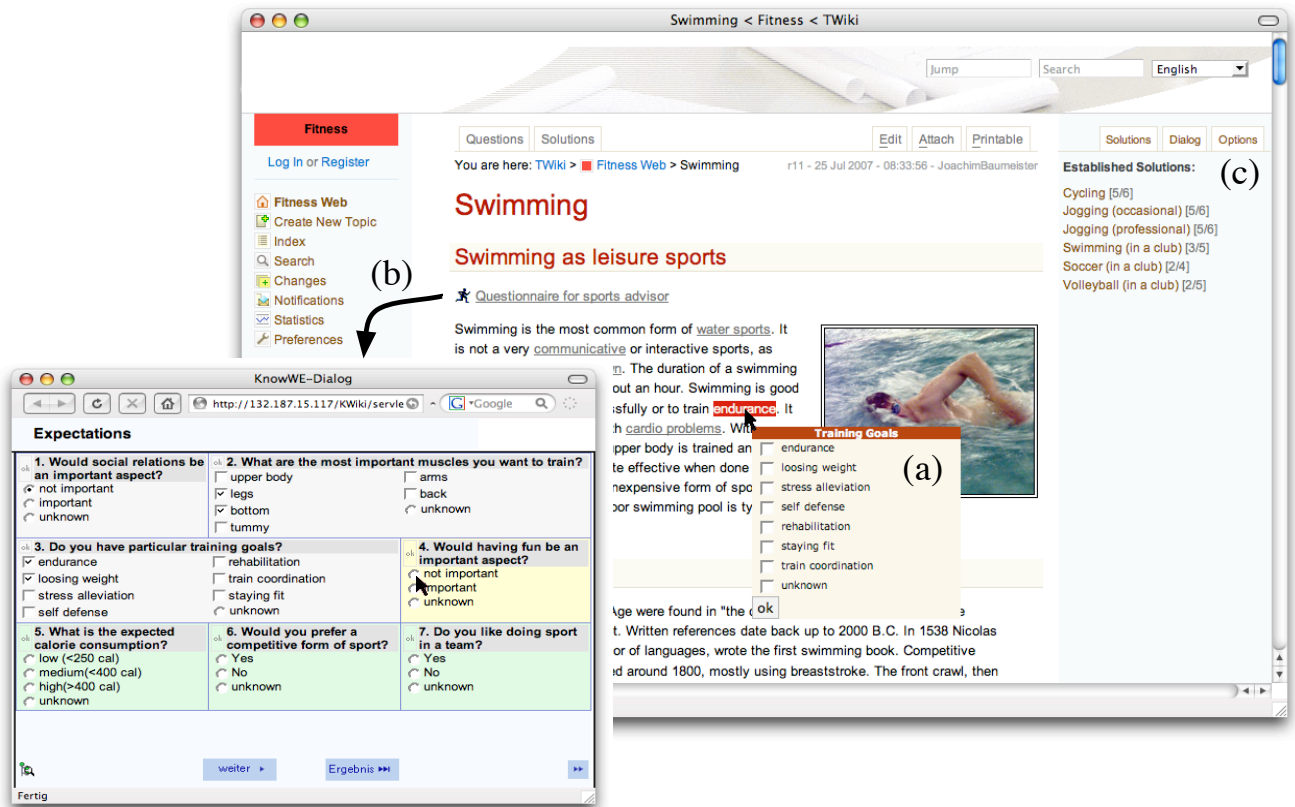 Swimming < Fitness < TWiki
Jump
Search
English
Fitness
Log In or Register
Fitness Web
Create New Topic
Index
Search
Changes
Notifications
Statistics
Preferences
(b)
Questions Solutions
Edit Attach Printable
You are here: TWiki > Fitness Web > Swimming
r11 - 25 Jul 2007 - 08:33:56 - JoachimBaumeister
Swimming
Swimming as leisure sports
Questionnaire for sports advisor
Swimming is the most common form of water sports. It
is not a very communicative or interactive sports, as
n. The duration of a swimming
out an hour. Swimming is good
ssfully or to train endurance. It
h cardio problems. Wit
upper body is trained an
te effective when done
nexpensive form of spo
or swimming pool is ty
Training Goals
endurance
loosing weight
stress alleviation
self defense
rehabilitation
staying fit
train coordination
unknown
ok
(a)
Age were found in "the c e
t. Written references date back up to 2000 B.C. In 1538 Nicolas
or of languages, wrote the first swimming book. Competitive
ed around 1800, mostly using breaststroke. The front crawl, then
Solutions Dialog Options
Established Solutions:
(c)
Cycling [5/6]
Jogging (occasional) [5/6]
Jogging (professional) [5/6]
Swimming (in a club) [3/5]
Soccer (in a club) [2/4]
Volleyball (in a club) [2/5]
KnowWE-Dialog
http://132.187.15.117/KWiki/servle
Google
Expectations
ok 1. Would social relations be
an important aspect?
not important
important
unknown
ok 2. What are the most important muscles you want to train?
upper body
legs
bottom
tummy
arms
back
unknown
ok 3. Do you have particular training goals?
endurance
loosing weight
stress alleviation
self defense
rehabilitation
train coordination
staying fit
unknown
ok 4. Would having fun be an
important aspect?
not important
important
unknown
ok 5. What is the expected
calorie consumption?
low (<250 cal)
medium(<400 cal)
high(>400 cal)
unknown
ok 6. Would you prefer a
competitive form of sport?
Yes
No
unknown
ok 7. Do you like doing sport
in a team?
Yes
No
unknown
weiter
Ergebnis
Fertig